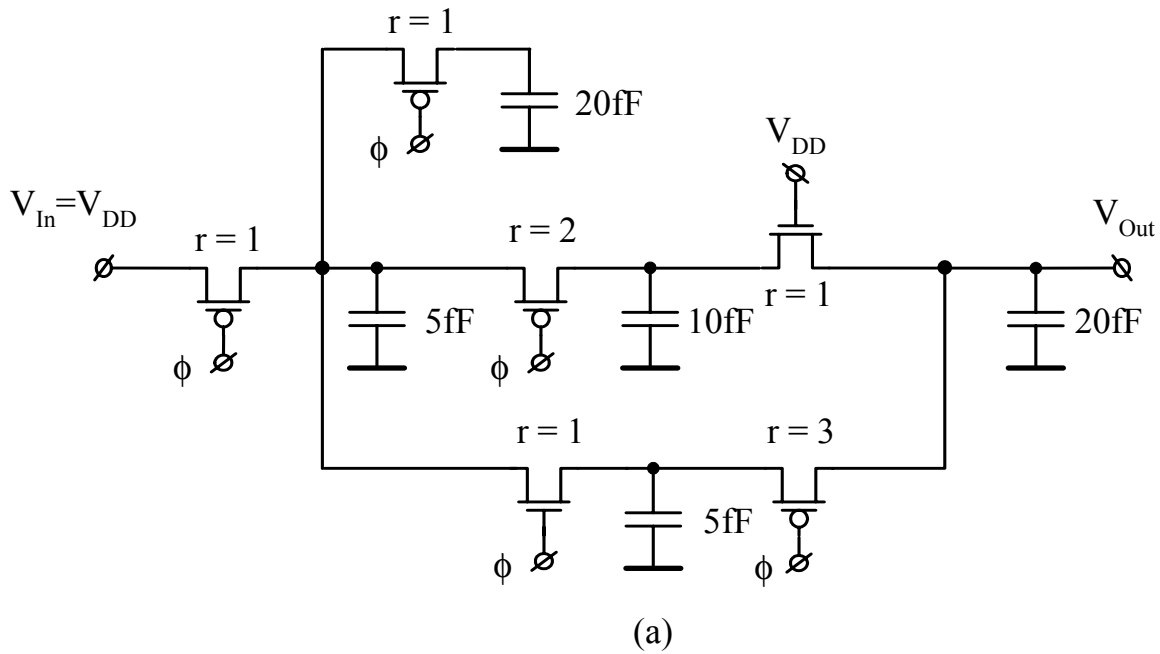 r = 1
20fF
ϕ
V_DD
V_In=V_DD
V_Out
r = 1
r = 2
r = 1
5fF
10fF
20fF
ϕ
ϕ
r = 1
r = 3
5fF
ϕ
ϕ
(a)